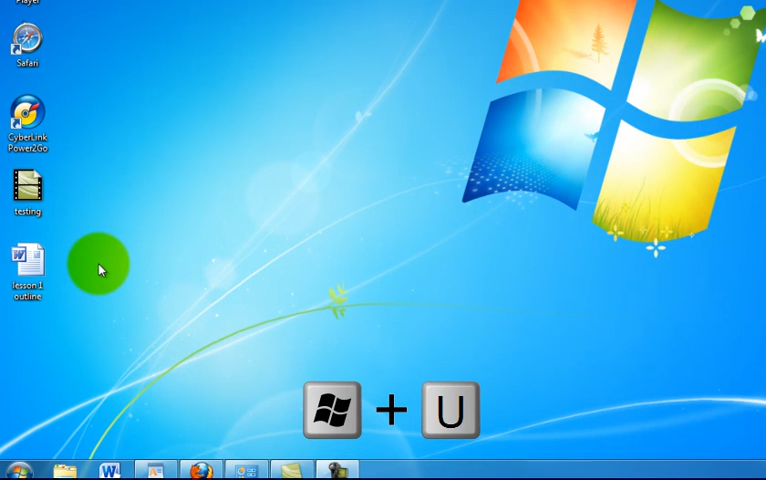 Player
Safari
CyberLink
Power2Go
testing
lesson 1
outline
+ U